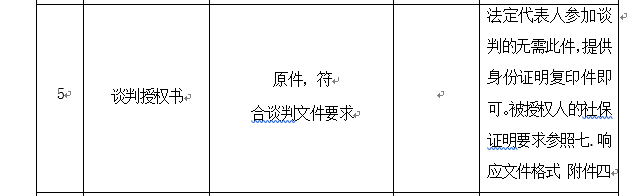 5
谈判授权书
原件，符
合谈判文件要求
法定代表人参加谈
判的无需此件,提供
身份证明复印件即
可。被授权人的社保
证明要求参照七. 响
应文件格式 附件四